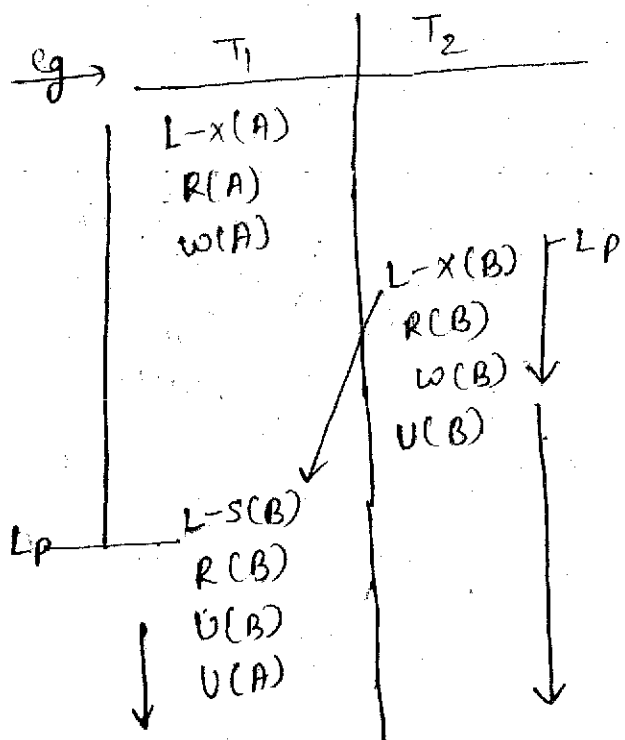 eg T1 T2
L-X(A)
R(A)
W(A)
L-X(B) Lp
R(B)
W(B)
U(B)
Lp L-S(B)
R(B)
U(B)
U(A)